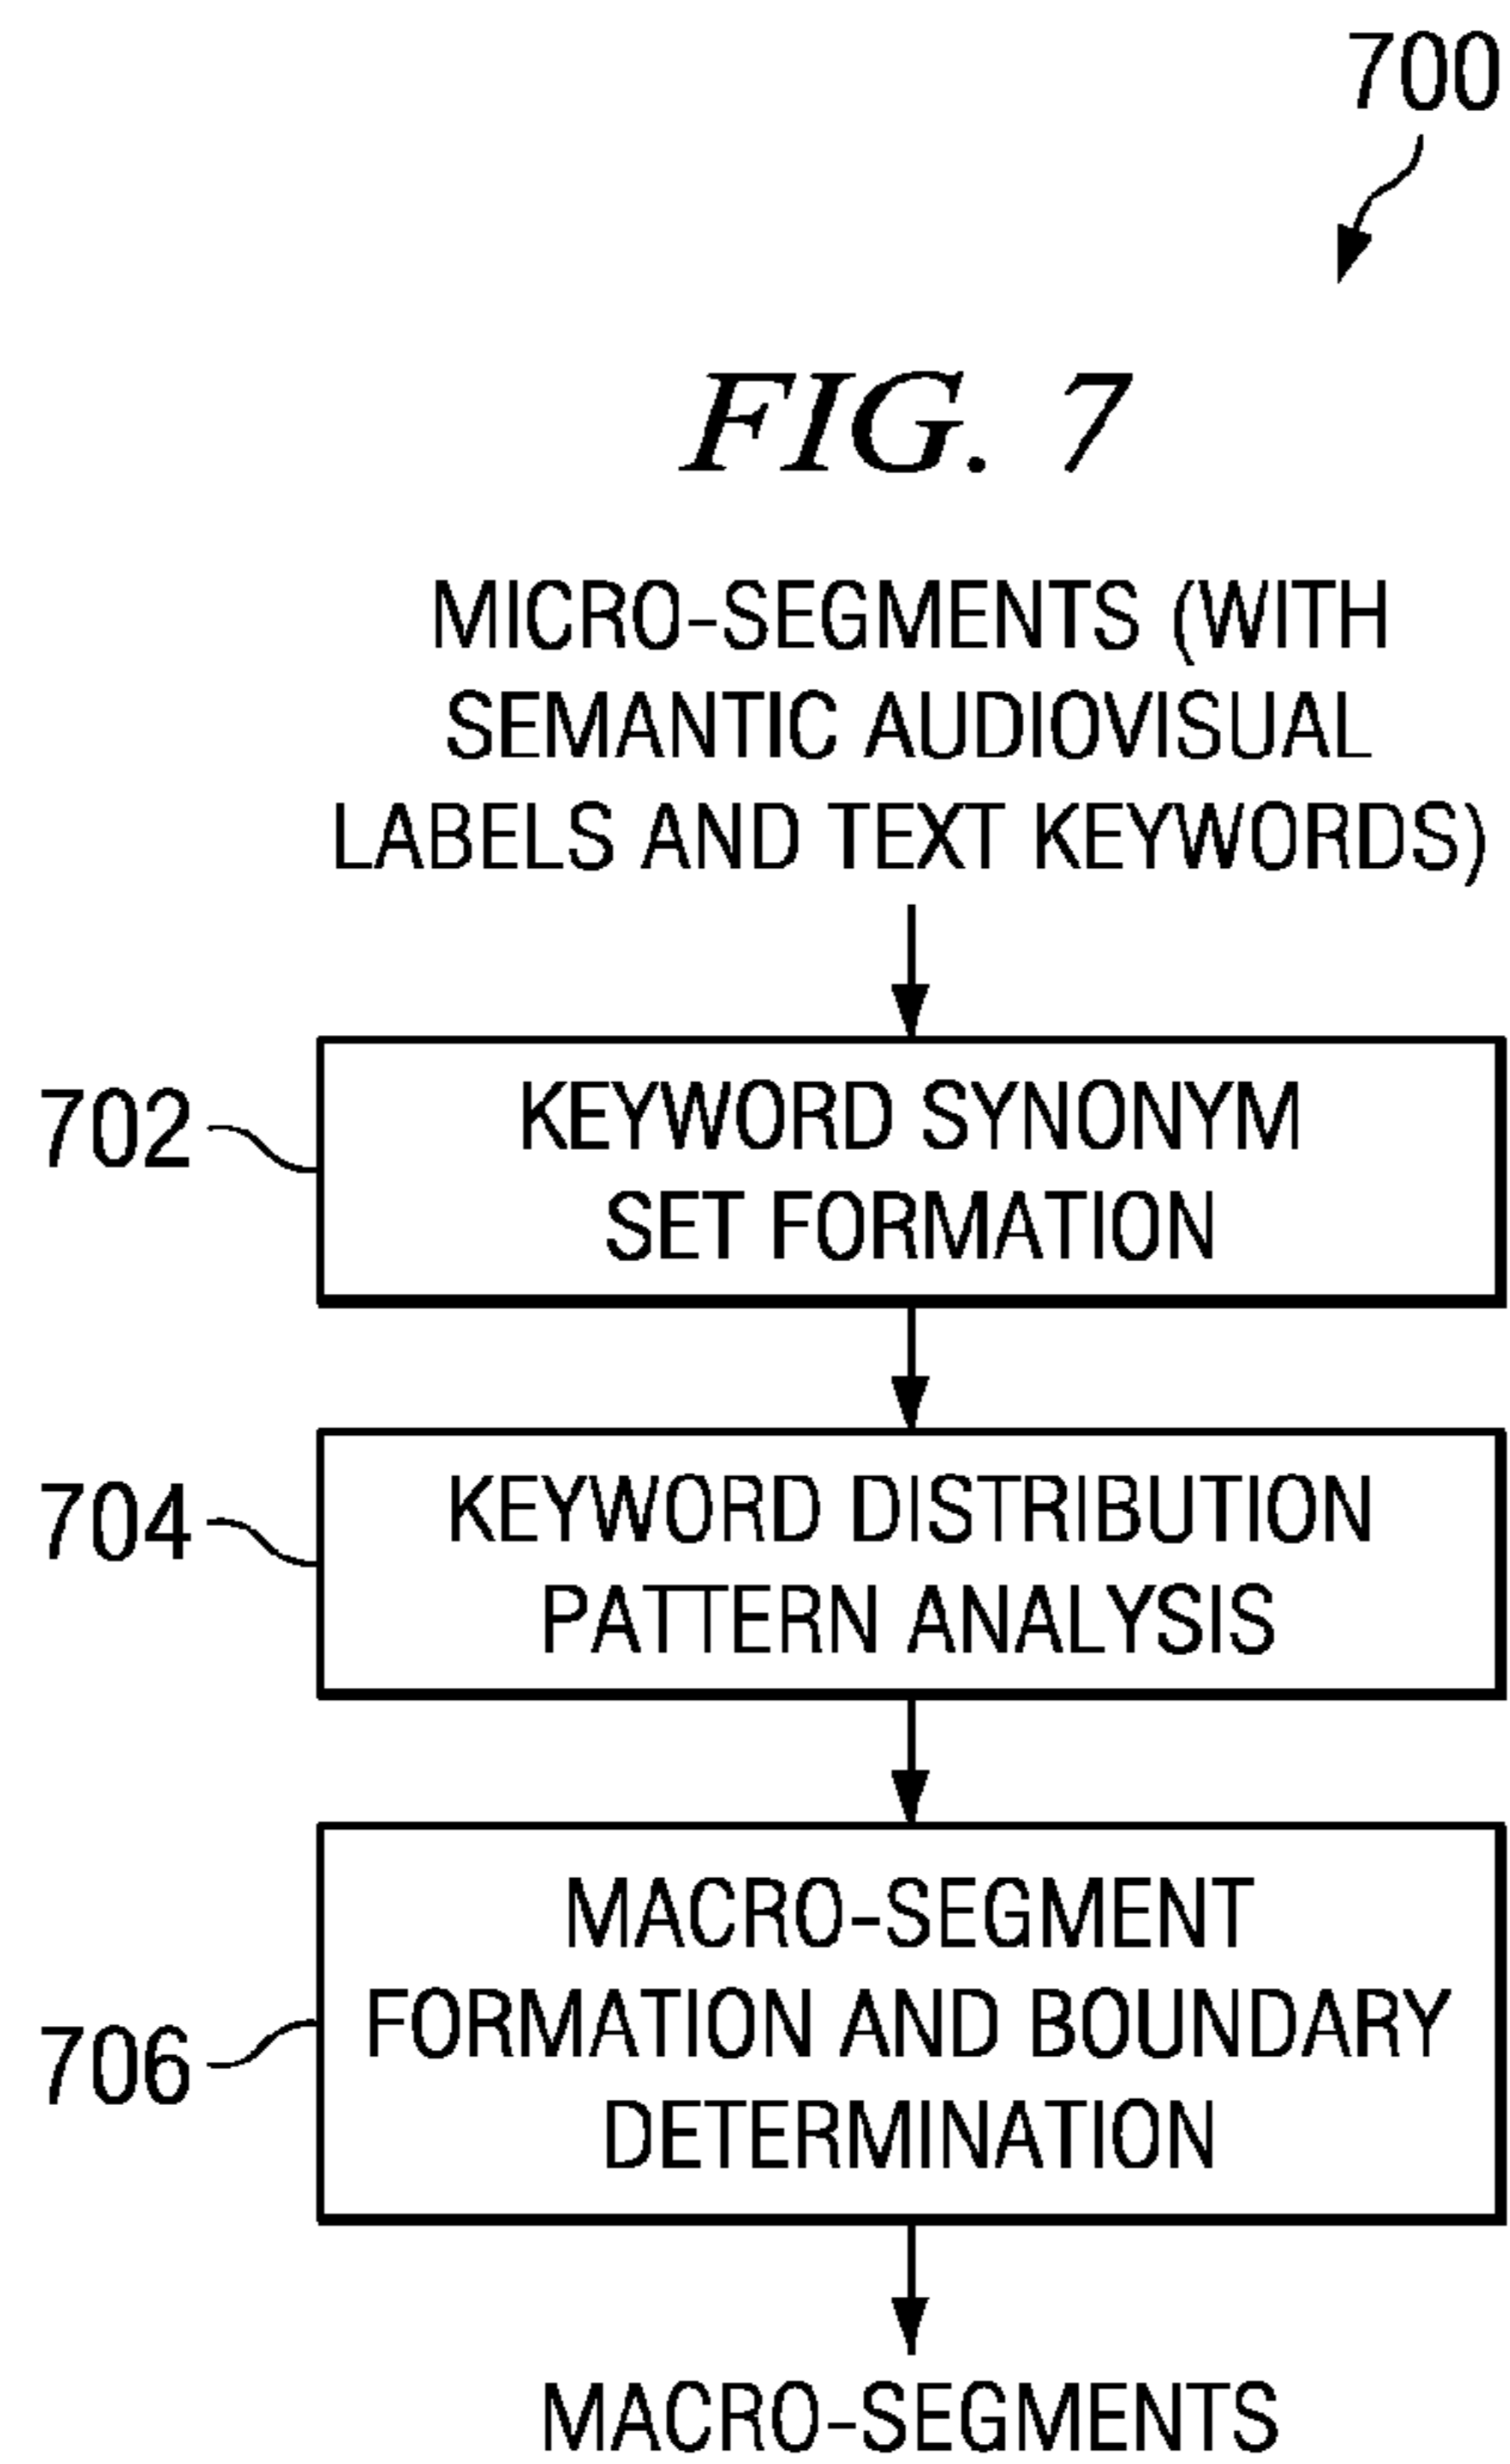 700
FIG. 7
MICRO-SEGMENTS (WITH
SEMANTIC AUDIOVISUAL
LABELS AND TEXT KEYWORDS)
702
KEYWORD SYNONYM
SET FORMATION
704
KEYWORD DISTRIBUTION
PATTERN ANALYSIS
706
MACRO-SEGMENT
FORMATION AND BOUNDARY
DETERMINATION
MACRO-SEGMENTS